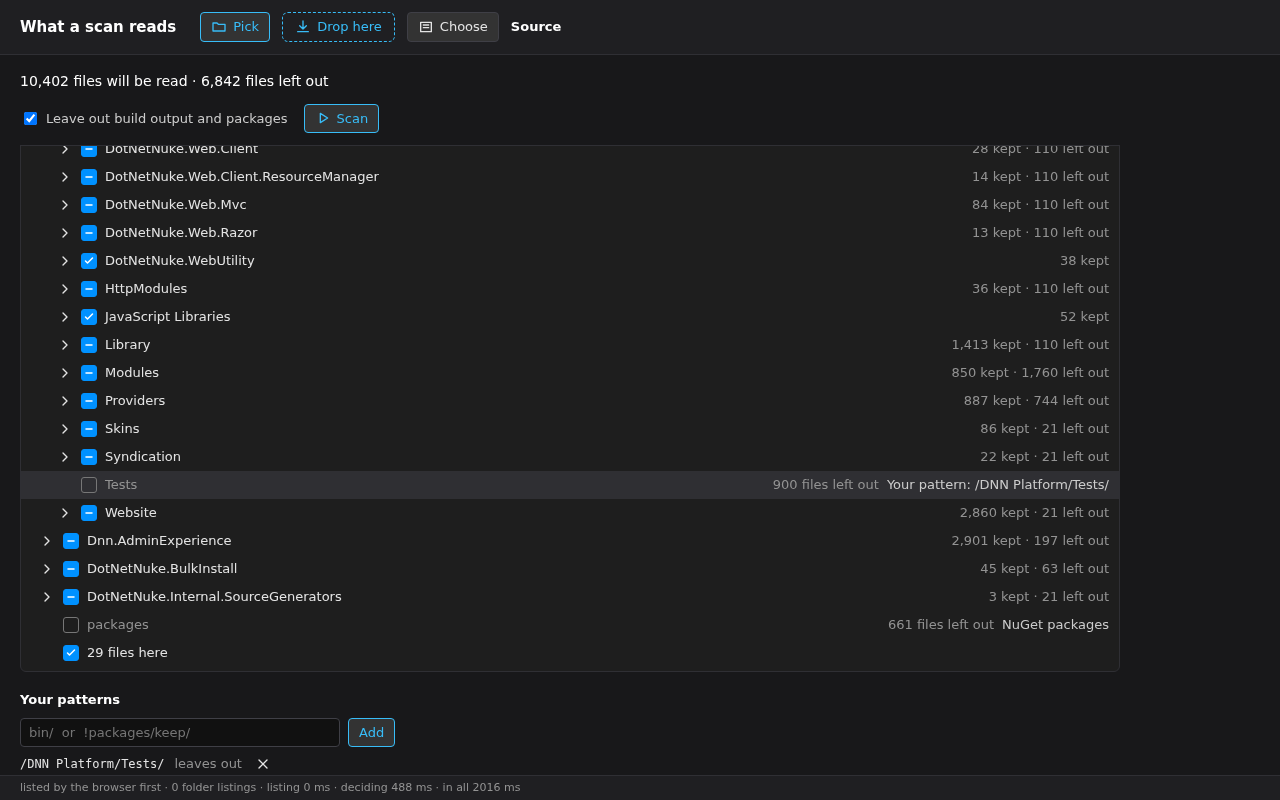 What a scan reads Pick Drop here Choose Source
10,402 files will be read · 6,842 files left out
Leave out build output and packages Scan
DotNetNuke.Web.Client 28 kept · 110 left out
DotNetNuke.Web.Client.ResourceManager 14 kept · 110 left out
DotNetNuke.Web.Mvc 84 kept · 110 left out
DotNetNuke.Web.Razor 13 kept · 110 left out
DotNetNuke.WebUtility 38 kept
HttpModules 36 kept · 110 left out
JavaScript Libraries 52 kept
Library 1,413 kept · 110 left out
Modules 850 kept · 1,760 left out
Providers 887 kept · 744 left out
Skins 86 kept · 21 left out
Syndication 22 kept · 21 left out
Tests 900 files left out Your pattern: /DNN Platform/Tests/
Website 2,860 kept · 21 left out
Dnn.AdminExperience 2,901 kept · 197 left out
DotNetNuke.BulkInstall 45 kept · 63 left out
DotNetNuke.Internal.SourceGenerators 3 kept · 21 left out
packages 661 files left out NuGet packages
29 files here
Your patterns
bin/ or !packages/keep/ Add
/DNN Platform/Tests/ leaves out
listed by the browser first · 0 folder listings · listing 0 ms · deciding 488 ms · in all 2016 ms